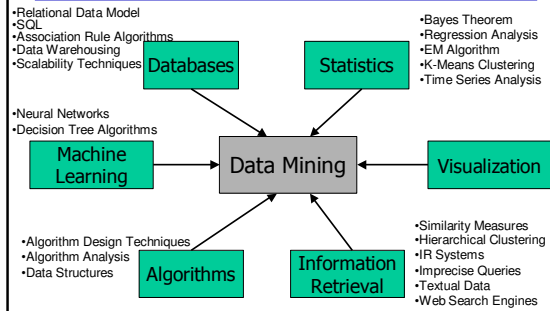 •Relational Data Model
•SQL
•Association Rule Algorithms
•Data Warehousing
•Scalability Techniques
Databases
Statistics
•Bayes Theorem
•Regression Analysis
•EM Algorithm
•K-Means Clustering
•Time Series Analysis
•Neural Networks
•Decision Tree Algorithms
Machine
Learning
Data Mining
Visualization
•Algorithm Design Techniques
•Algorithm Analysis
•Data Structures
Algorithms
Information
Retrieval
•Similarity Measures
•Hierarchical Clustering
•IR Systems
•Imprecise Queries
•Textual Data
•Web Search Engines